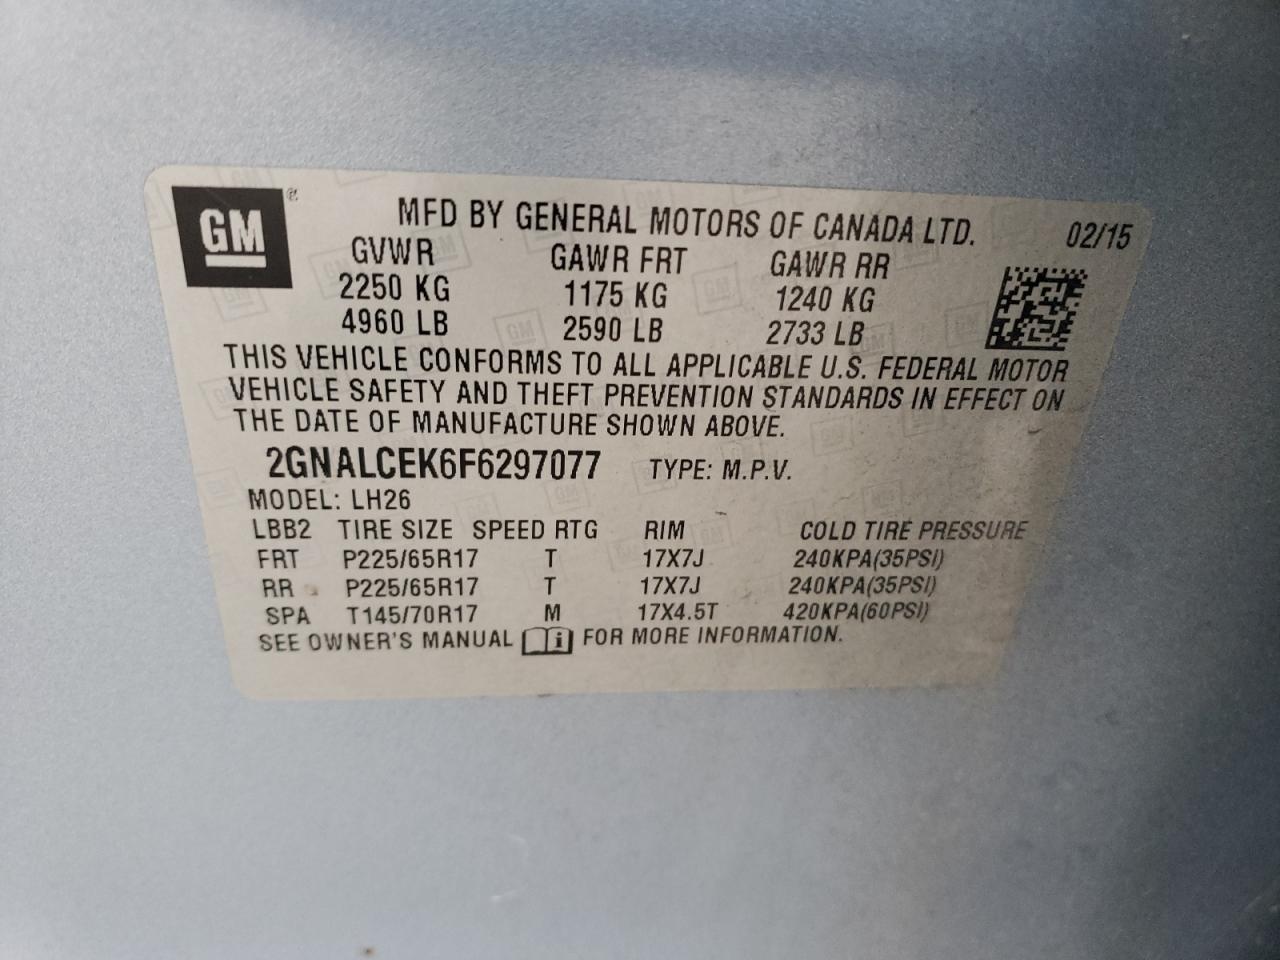 GM ®
MFD BY GENERAL MOTORS OF CANADA LTD. 02/15
GVWR GAWR FRT GAWR RR
2250 KG 1175 KG 1240 KG
4960 LB 2590 LB 2733 LB
THIS VEHICLE CONFORMS TO ALL APPLICABLE U.S. FEDERAL MOTOR
VEHICLE SAFETY AND THEFT PREVENTION STANDARDS IN EFFECT ON
THE DATE OF MANUFACTURE SHOWN ABOVE.
2GNALCEK6F6297077 TYPE: M.P.V.
MODEL: LH26
LBB2 TIRE SIZE SPEED RTG RIM COLD TIRE PRESSURE
FRT P225/65R17 T 17X7J 240KPA(35PSI)
RR P225/65R17 T 17X7J 240KPA(35PSI)
SPA T145/70R17 M 17X4.5T 420KPA(60PSI)
SEE OWNER'S MANUAL i FOR MORE INFORMATION.